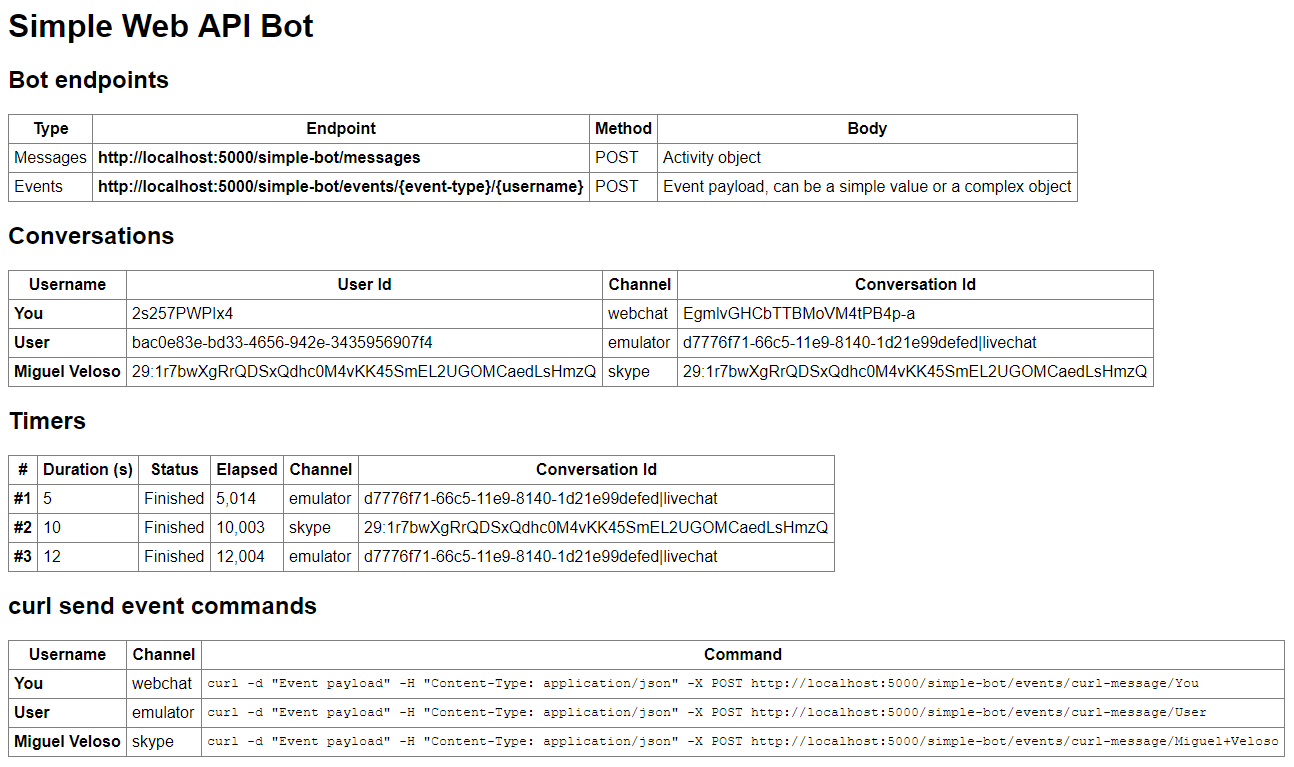 Simple Web API Bot
Bot endpoints
Type Endpoint Method Body
Messages http://localhost:5000/simple-bot/messages POST Activity object
Events http://localhost:5000/simple-bot/events/{event-type}/{username} POST Event payload, can be a simple value or a complex object
Conversations
Username User Id Channel Conversation Id
You 2s257PWPIx4 webchat EgmlvGHCbTTBMoVM4tPB4p-a
User bac0e83e-bd33-4656-942e-3435956907f4 emulator d7776f71-66c5-11e9-8140-1d21e99defed|livechat
Miguel Veloso 29:1r7bwXgRrQDSxQdhc0M4vKK45SmEL2UGOMCaedLsHmzQ skype 29:1r7bwXgRrQDSxQdhc0M4vKK45SmEL2UGOMCaedLsHmzQ
Timers
# Duration (s) Status Elapsed Channel Conversation Id
#1 5 Finished 5,014 emulator d7776f71-66c5-11e9-8140-1d21e99defed|livechat
#2 10 Finished 10,003 skype 29:1r7bwXgRrQDSxQdhc0M4vKK45SmEL2UGOMCaedLsHmzQ
#3 12 Finished 12,004 emulator d7776f71-66c5-11e9-8140-1d21e99defed|livechat
curl send event commands
Username Channel Command
You webchat curl -d "Event payload" -H "Content-Type: application/json" -X POST http://localhost:5000/simple-bot/events/curl-message/You
User emulator curl -d "Event payload" -H "Content-Type: application/json" -X POST http://localhost:5000/simple-bot/events/curl-message/User
Miguel Veloso skype curl -d "Event payload" -H "Content-Type: application/json" -X POST http://localhost:5000/simple-bot/events/curl-message/Miguel+Veloso